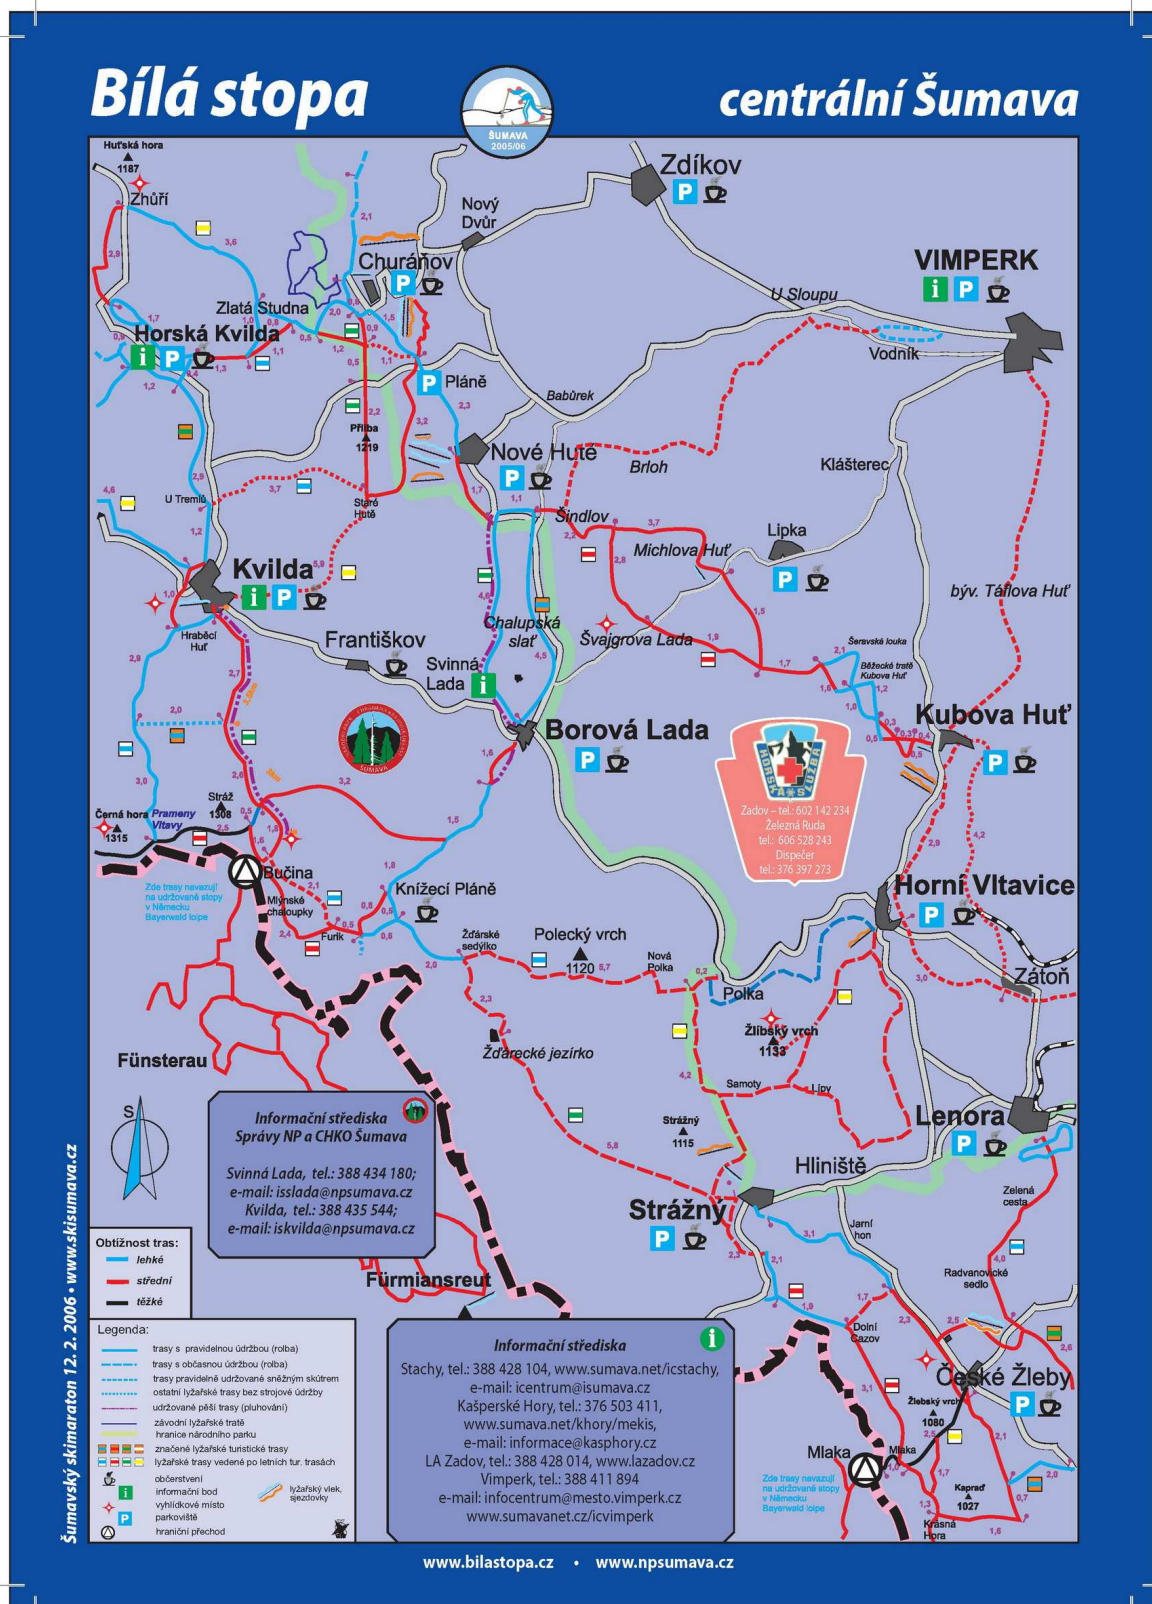 Bílá stopa
centrální Šumava
ŠUMAVA
2005/06
Huťská hora
1187
Zhůří
Zdíkov
Nový
Dvůr
Churáňov
VIMPERK
U Sloupu
Vodník
Zlatá Studna
Horská Kvilda
Pláně
Babůrek
Přilba
1219
Nové Hutě
Brloh
Klášterec
U Tremlů
Staré
Hutě
Šindlov
Michlova Huť
Lipka
Kvilda
býv. Táflova Huť
Hraběcí
Huť
Františkov
Chalupská
slať
Švajgrova Lada
Šeravská louka
Běžecké tratě
Kubova Huť
Svinná
Lada
Borová Lada
Kubova Huť
HORSKÁ SLUŽBA
Zadov – tel.: 602 142 234
Železná Ruda
tel.: 606 528 243
Dispečer
tel.: 376 397 273
Stráž
1308
Černá hora
1315
Prameny
Vltavy
Bučina
Zde trasy navazují
na udržované stopy
v Německu
Bayerwald loipe
Mlýnské
chaloupky
Furik
Knížecí Pláně
Horní Vltavice
Žďárské
sedýlko
Polecký vrch
1120
Nová
Polka
Polka
Zátoň
Žlíbský vrch
1133
Žďárecké jezírko
Fünsterau
Samoty
Lípy
Strážný
1115
Lenora
S
Informační střediska
Správy NP a CHKO Šumava
Svinná Lada, tel.: 388 434 180;
e-mail: isslada@npsumava.cz
Kvilda, tel.: 388 435 544;
e-mail: iskvilda@npsumava.cz
Hliniště
Strážný
Zelená
cesta
Jarní
hon
Radvanovické
sedlo
Fürmiansreut
Dolní
Cazov
České Žleby
Žlebský vrch
1080
Mlaka
Mlaka
Kapraď
1027
Krásná
Hora
Zde trasy navazují
na udržované stopy
v Německu
Bayerwald loipe
Obtížnost tras:
lehké
střední
těžké
Legenda:
trasy s pravidelnou údržbou (rolba)
trasy s občasnou údržbou (rolba)
trasy pravidelně udržované sněžným skútrem
ostatní lyžařské trasy bez strojové údržby
udržované pěší trasy (pluhování)
závodní lyžařské tratě
hranice národního parku
značené lyžařské turistické trasy
lyžařské trasy vedené po letních tur. trasách
občerstvení
informační bod
vyhlídkové místo
parkoviště
hraniční přechod
lyžařský vlek,
sjezdovky
Informační střediska
Stachy, tel.: 388 428 104, www.sumava.net/icstachy,
e-mail: icentrum@isumava.cz
Kašperské Hory, tel.: 376 503 411,
www.sumava.net/khory/mekis,
e-mail: informace@kasphory.cz
LA Zadov, tel.: 388 428 014, www.lazadov.cz
Vimperk, tel.: 388 411 894
e-mail: infocentrum@mesto.vimperk.cz
www.sumavanet.cz/icvimperk
Šumavský skimaraton 12. 2. 2006 • www.skisumava.cz
www.bilastopa.cz • www.npsumava.cz